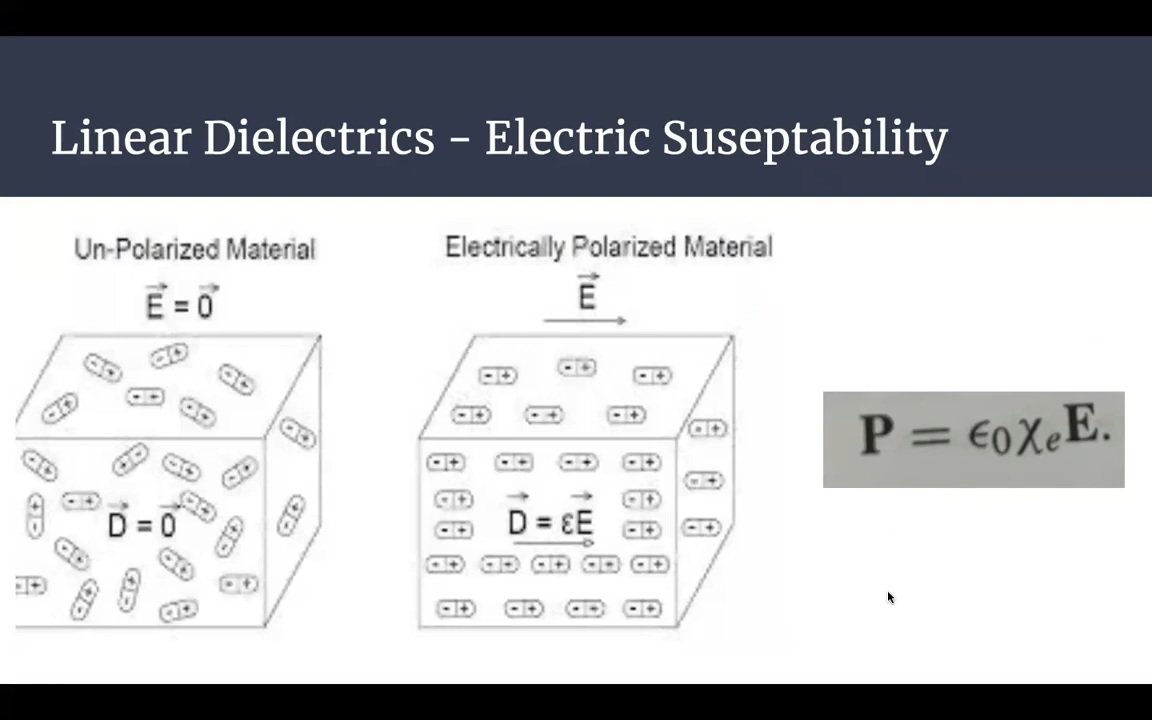 Linear Dielectrics - Electric Suseptability
Un-Polarized Material
E = 0
D = 0
Electrically Polarized Material
E
D = εE
P = ϵ₀χₑE.